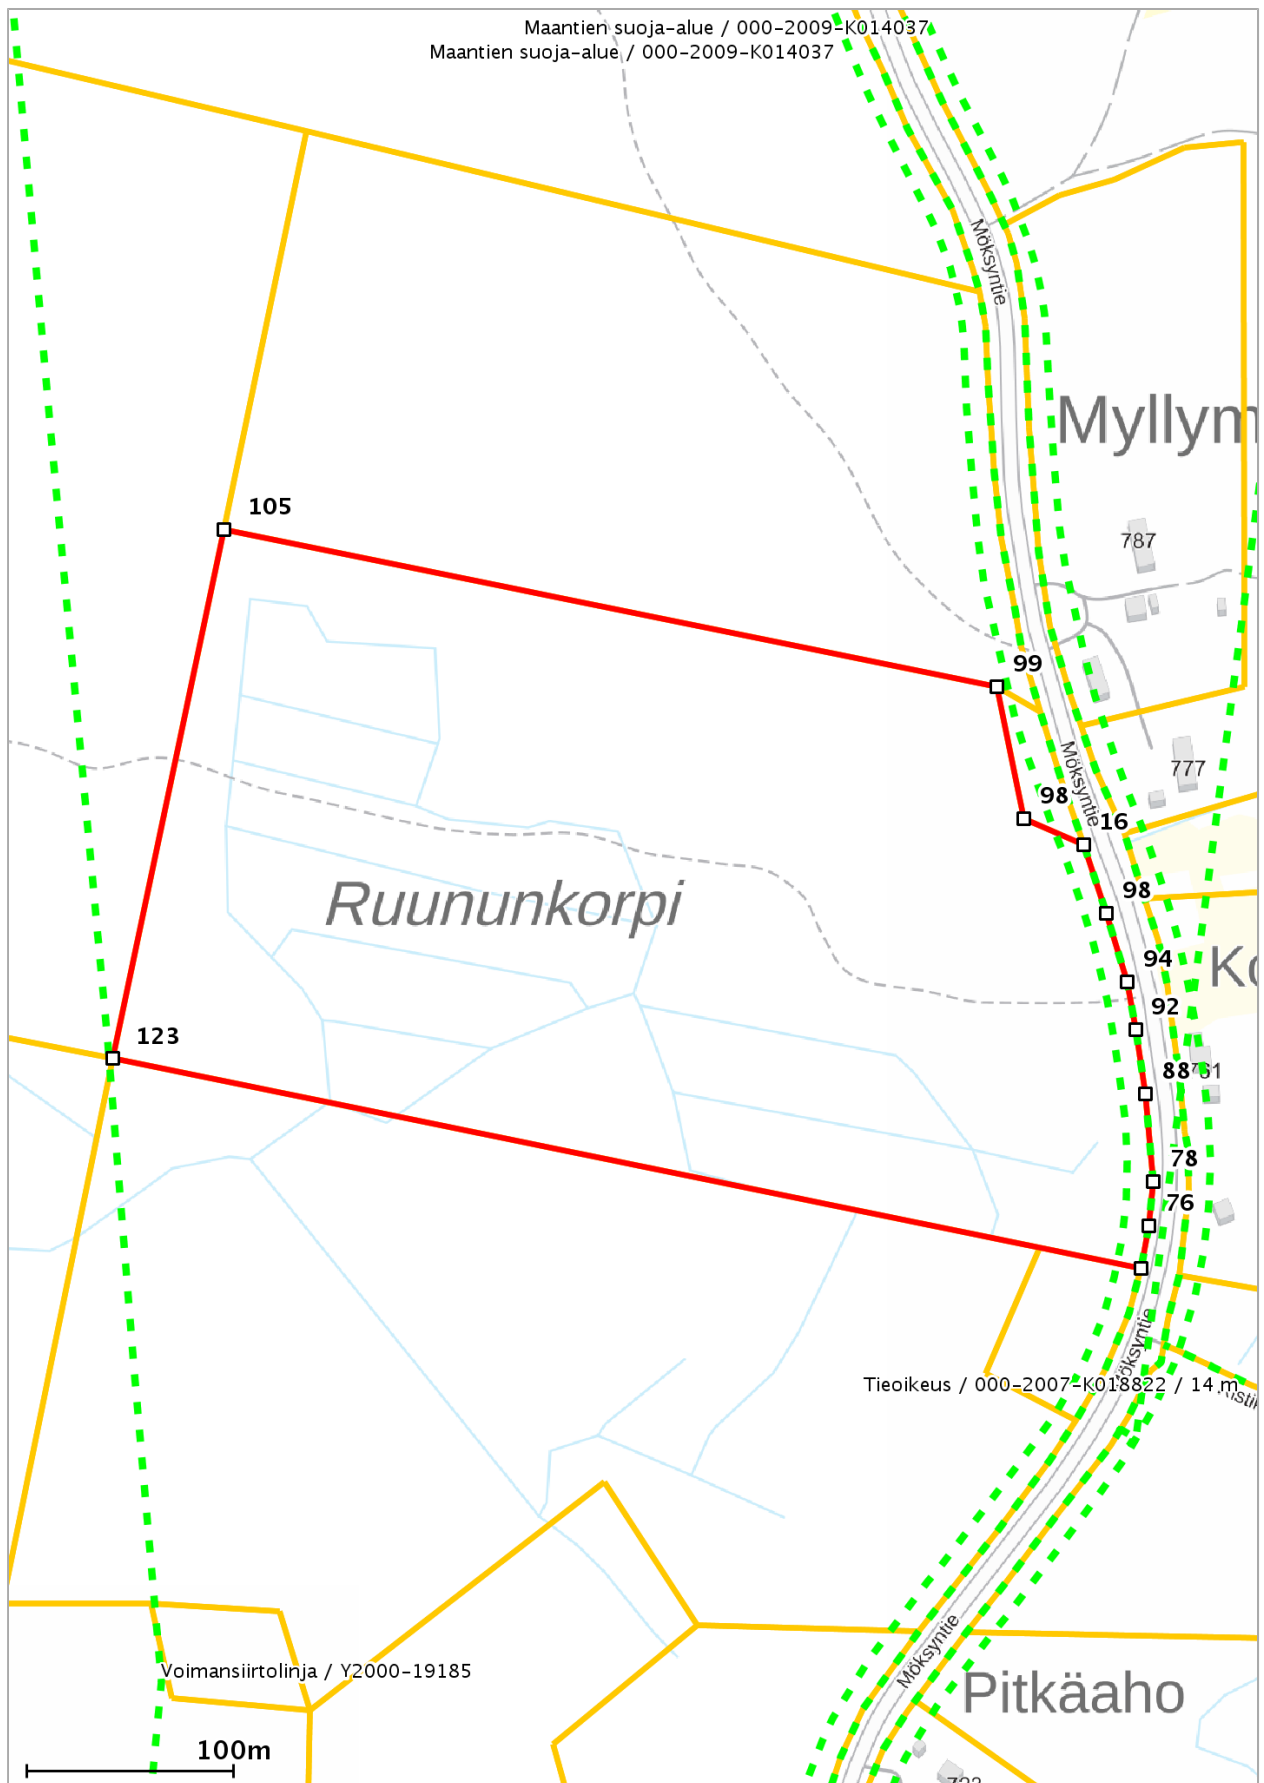 Maantien suoja-alue / 000-2009-K014037
Maantien suoja-alue / 000-2009-K014037
Möksyntie
Myllym
105
787
99
Möksyntie
777
98
16
Ruununkorpi
98
94
Ko
92
123
88
78
76
Möksyntie
Tieoikeus / 000-2007-K018822 / 14 m
Möksyntie
Voimansiirtolinja / Y2000-19185
Pitkäaho
100m